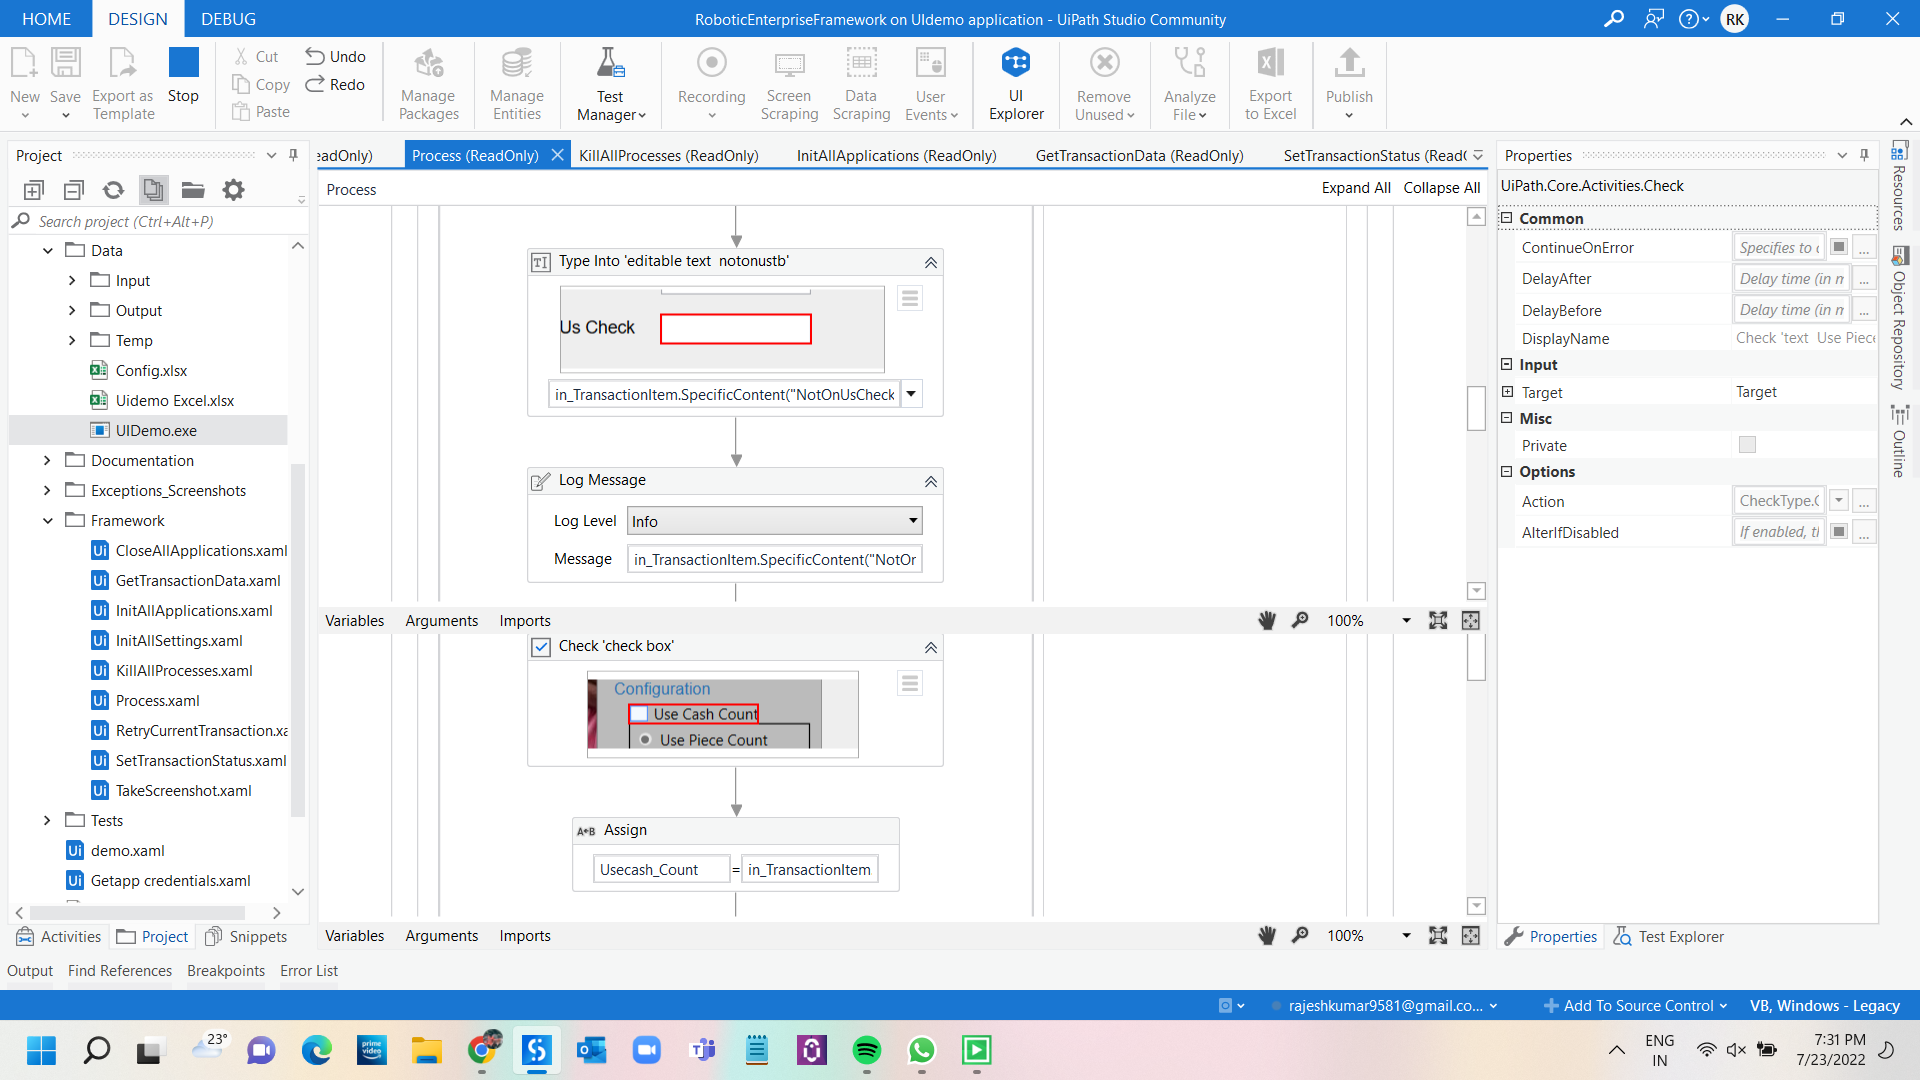 HOME DESIGN DEBUG
RoboticEnterpriseFramework on UIdemo application - UiPath Studio Community
RK
New Save Export as Template Stop
Cut
Copy
Paste
Undo
Redo
Manage Packages
Manage Entities
Test Manager
Recording
Screen Scraping
Data Scraping
User Events
UI Explorer
Remove Unused
Analyze File
Export to Excel
Publish
Project
Search project (Ctrl+Alt+P)
Data
Input
Output
Temp
Config.xlsx
Uidemo Excel.xlsx
UIDemo.exe
Documentation
Exceptions_Screenshots
Framework
CloseAllApplications.xaml
GetTransactionData.xaml
InitAllApplications.xaml
InitAllSettings.xaml
KillAllProcesses.xaml
Process.xaml
RetryCurrentTransaction.xa
SetTransactionStatus.xaml
TakeScreenshot.xaml
Tests
demo.xaml
Getapp credentials.xaml
Activities Project Snippets
eadOnly) Process (ReadOnly) KillAllProcesses (ReadOnly) InitAllApplications (ReadOnly) GetTransactionData (ReadOnly) SetTransactionStatus (Read
Process Expand All Collapse All
Type Into 'editable text  notonustb'
Us Check
in_TransactionItem.SpecificContent("NotOnUsCheck
Log Message
Log Level Info
Message in_TransactionItem.SpecificContent("NotOr
Variables Arguments Imports 100%
Check 'check box'
Configuration
Use Cash Count
Use Piece Count
A+B Assign
Usecash_Count = in_TransactionItem
Variables Arguments Imports 100%
Properties
UiPath.Core.Activities.Check
Common
ContinueOnError Specifies to c ...
DelayAfter Delay time (in m ...
DelayBefore Delay time (in m ...
DisplayName Check 'text  Use Piece
Input
Target Target
Misc
Private
Options
Action CheckType.C ...
AlterIfDisabled If enabled, tl ...
Properties Test Explorer
Resources
Object Repository
Outline
Output Find References Breakpoints Error List
rajeshkumar9581@gmail.co... Add To Source Control VB, Windows - Legacy
23°
prime video
ENG IN
7:31 PM
7/23/2022